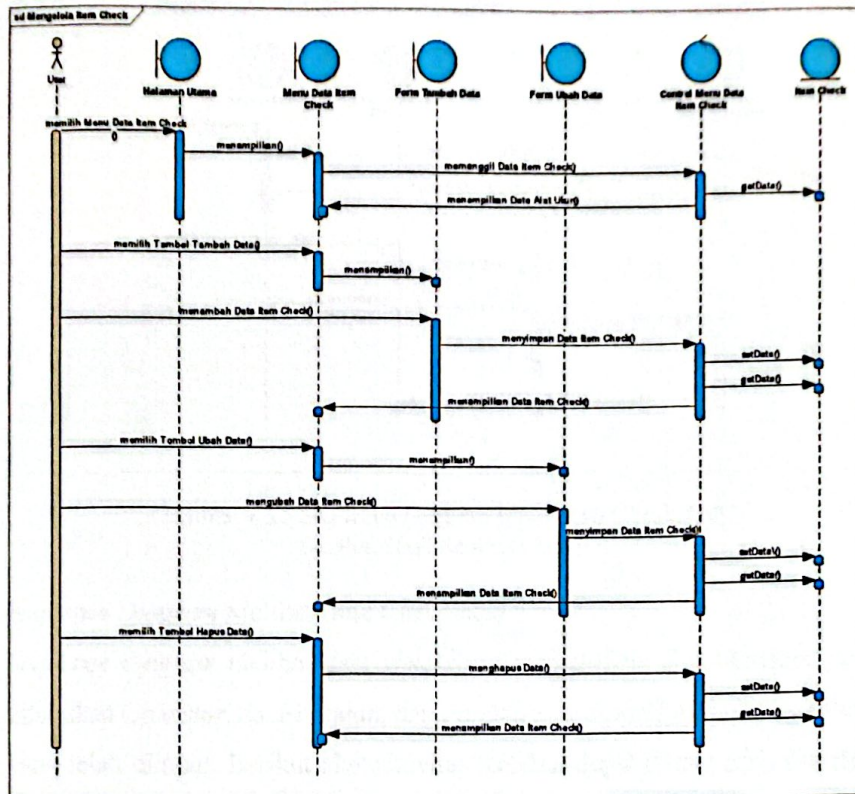 sd Mengelola Item Check
User
Halaman Utama
Menu Data Item
Check
Form Tambah Data
Form Ubah Data
Control Menu Data
Item Check
Item Check
memilih Menu Data Item Check
()
menampilkan()
memanggil Data Item Check()
getData()
menampilkan Data Alat Ukur()
memilih Tombol Tambah Data()
menampilkan()
menambah Data Item Check()
menyimpan Data Item Check()
setData()
getData()
menampilkan Data Item Check()
memilih Tombol Ubah Data()
menampilkan()
mengubah Data Item Check()
menyimpan Data Item Check()
setData()
getData()
menampilkan Data Item Check()
memilih Tombol Hapus Data()
menghapus Data()
setData()
getData()
menampilkan Data Item Check()